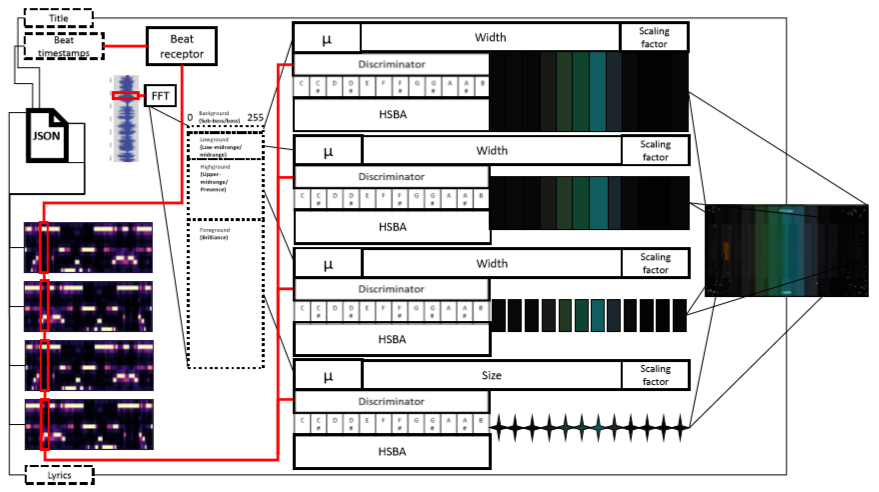 Title
Beat
timestamps
Beat
receptor
FFT
JSON
0
Background
(Sub-bass/bass)
255
Lowground
(Low-midrange/
midrange)
Highground
(Upper-
midrange/
Presence)
Foreground
(Brilliance)
μ
Width
Scaling
factor
Discriminator
C C# D D# E F F# G G# A A# B
HSBA
μ
Width
Scaling
factor
Discriminator
C C# D D# E F F# G G# A A# B
HSBA
μ
Width
Scaling
factor
Discriminator
C C# D D# E F F# G G# A A# B
HSBA
μ
Size
Scaling
factor
Discriminator
C C# D D# E F F# G G# A A# B
HSBA
Lyrics